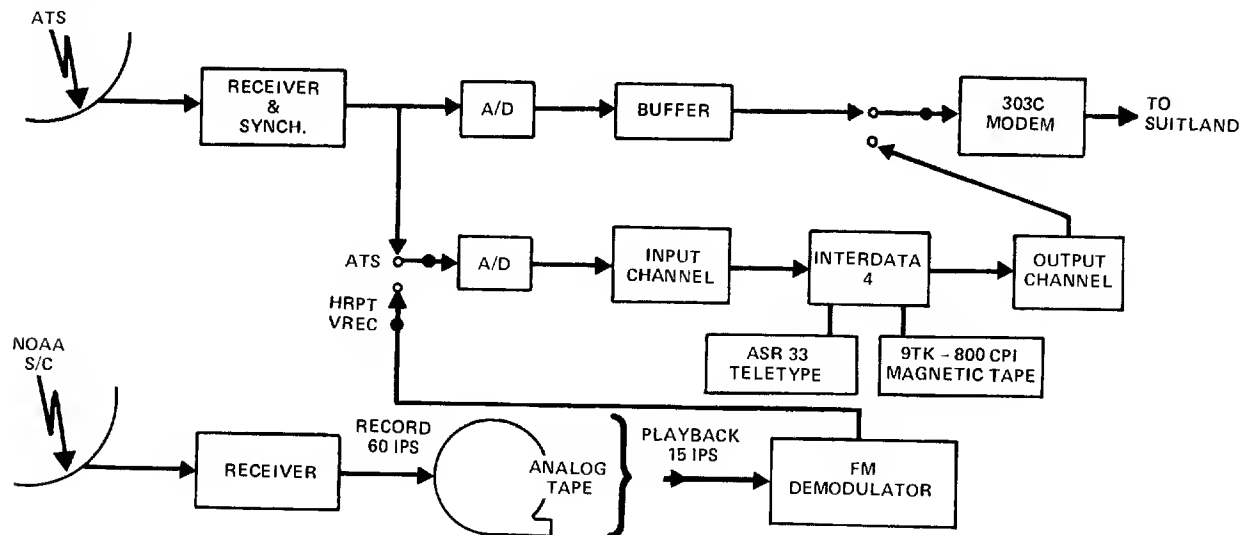 ATS
RECEIVER
&
SYNCH.
A/D
BUFFER
303C
MODEM
TO
SUITLAND
ATS
HRPT
VREC
A/D
INPUT
CHANNEL
INTERDATA
4
OUTPUT
CHANNEL
ASR 33
TELETYPE
9TK – 800 CPI
MAGNETIC TAPE
NOAA
S/C
RECEIVER
RECORD
60 IPS
ANALOG
TAPE
PLAYBACK
15 IPS
FM
DEMODULATOR